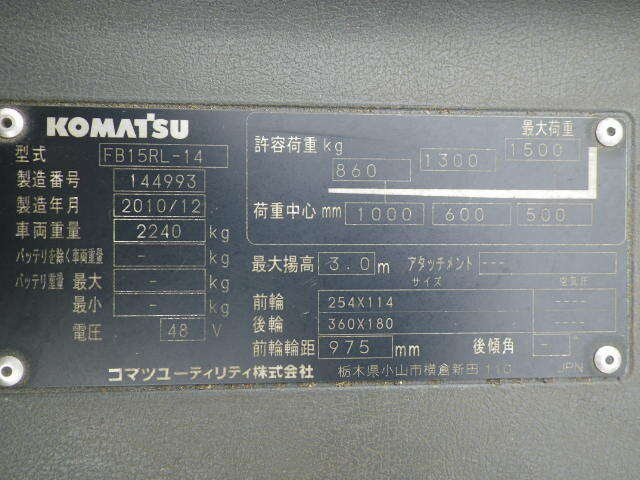 KOMATSU
型式 FB15RL-14
製造番号 144993
製造年月 2010/12
車両重量 2240 kg
バッテリを除く車両重量 - kg
バッテリ重量 最大 - kg
最小 - kg
電圧 48 V
最大荷重
許容荷重 kg 860 1300 1500
荷重中心 mm 1000 600 500
最大揚高 3.0 m アタッチメント ---
サイズ 空気圧
前輪 254X114 ----
後輪 360X180 ----
前輪輪距 975 mm 後傾角 - °
コマツユーティリティ株式会社 栃木県小山市横倉新田 110 JPN